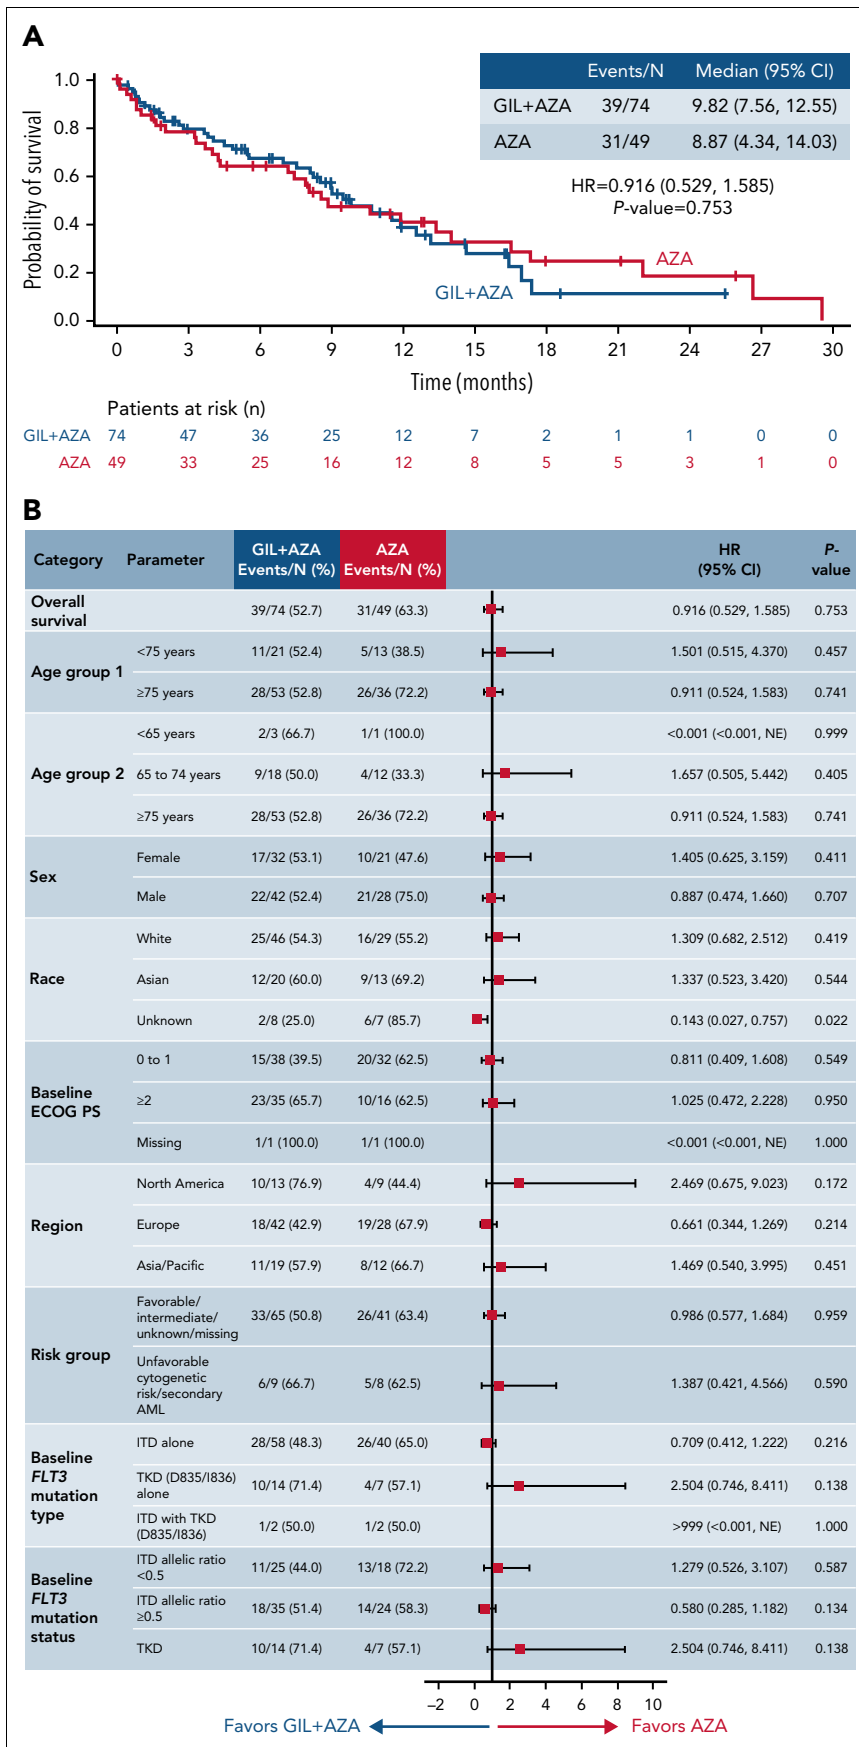 A
Events/N Median (95% CI)
GIL+AZA 39/74 9.82 (7.56, 12.55)
AZA 31/49 8.87 (4.34, 14.03)
HR=0.916 (0.529, 1.585)
P-value=0.753
Probability of survival
1.0
0.8
0.6
0.4
0.2
0.0
AZA
GIL+AZA
0 3 6 9 12 15 18 21 24 27 30
Time (months)
Patients at risk (n)
GIL+AZA 74 47 36 25 12 7 2 1 1 0 0
AZA 49 33 25 16 12 8 5 5 3 1 0
B
Category Parameter GIL+AZA Events/N (%) AZA Events/N (%) HR (95% CI) P-value
Overall survival 39/74 (52.7) 31/49 (63.3) 0.916 (0.529, 1.585) 0.753
Age group 1
<75 years 11/21 (52.4) 5/13 (38.5) 1.501 (0.515, 4.370) 0.457
≥75 years 28/53 (52.8) 26/36 (72.2) 0.911 (0.524, 1.583) 0.741
Age group 2
<65 years 2/3 (66.7) 1/1 (100.0) <0.001 (<0.001, NE) 0.999
65 to 74 years 9/18 (50.0) 4/12 (33.3) 1.657 (0.505, 5.442) 0.405
≥75 years 28/53 (52.8) 26/36 (72.2) 0.911 (0.524, 1.583) 0.741
Sex
Female 17/32 (53.1) 10/21 (47.6) 1.405 (0.625, 3.159) 0.411
Male 22/42 (52.4) 21/28 (75.0) 0.887 (0.474, 1.660) 0.707
Race
White 25/46 (54.3) 16/29 (55.2) 1.309 (0.682, 2.512) 0.419
Asian 12/20 (60.0) 9/13 (69.2) 1.337 (0.523, 3.420) 0.544
Unknown 2/8 (25.0) 6/7 (85.7) 0.143 (0.027, 0.757) 0.022
Baseline ECOG PS
0 to 1 15/38 (39.5) 20/32 (62.5) 0.811 (0.409, 1.608) 0.549
≥2 23/35 (65.7) 10/16 (62.5) 1.025 (0.472, 2.228) 0.950
Missing 1/1 (100.0) 1/1 (100.0) <0.001 (<0.001, NE) 1.000
Region
North America 10/13 (76.9) 4/9 (44.4) 2.469 (0.675, 9.023) 0.172
Europe 18/42 (42.9) 19/28 (67.9) 0.661 (0.344, 1.269) 0.214
Asia/Pacific 11/19 (57.9) 8/12 (66.7) 1.469 (0.540, 3.995) 0.451
Risk group
Favorable/
intermediate/
unknown/missing 33/65 (50.8) 26/41 (63.4) 0.986 (0.577, 1.684) 0.959
Unfavorable
cytogenetic
risk/secondary
AML 6/9 (66.7) 5/8 (62.5) 1.387 (0.421, 4.566) 0.590
Baseline
FLT3
mutation
type
ITD alone 28/58 (48.3) 26/40 (65.0) 0.709 (0.412, 1.222) 0.216
TKD (D835/I836)
alone 10/14 (71.4) 4/7 (57.1) 2.504 (0.746, 8.411) 0.138
ITD with TKD
(D835/I836) 1/2 (50.0) 1/2 (50.0) >999 (<0.001, NE) 1.000
Baseline
FLT3
mutation
status
ITD allelic ratio
<0.5 11/25 (44.0) 13/18 (72.2) 1.279 (0.526, 3.107) 0.587
ITD allelic ratio
≥0.5 18/35 (51.4) 14/24 (58.3) 0.580 (0.285, 1.182) 0.134
TKD 10/14 (71.4) 4/7 (57.1) 2.504 (0.746, 8.411) 0.138
–2 0 2 4 6 8 10
Favors GIL+AZA Favors AZA